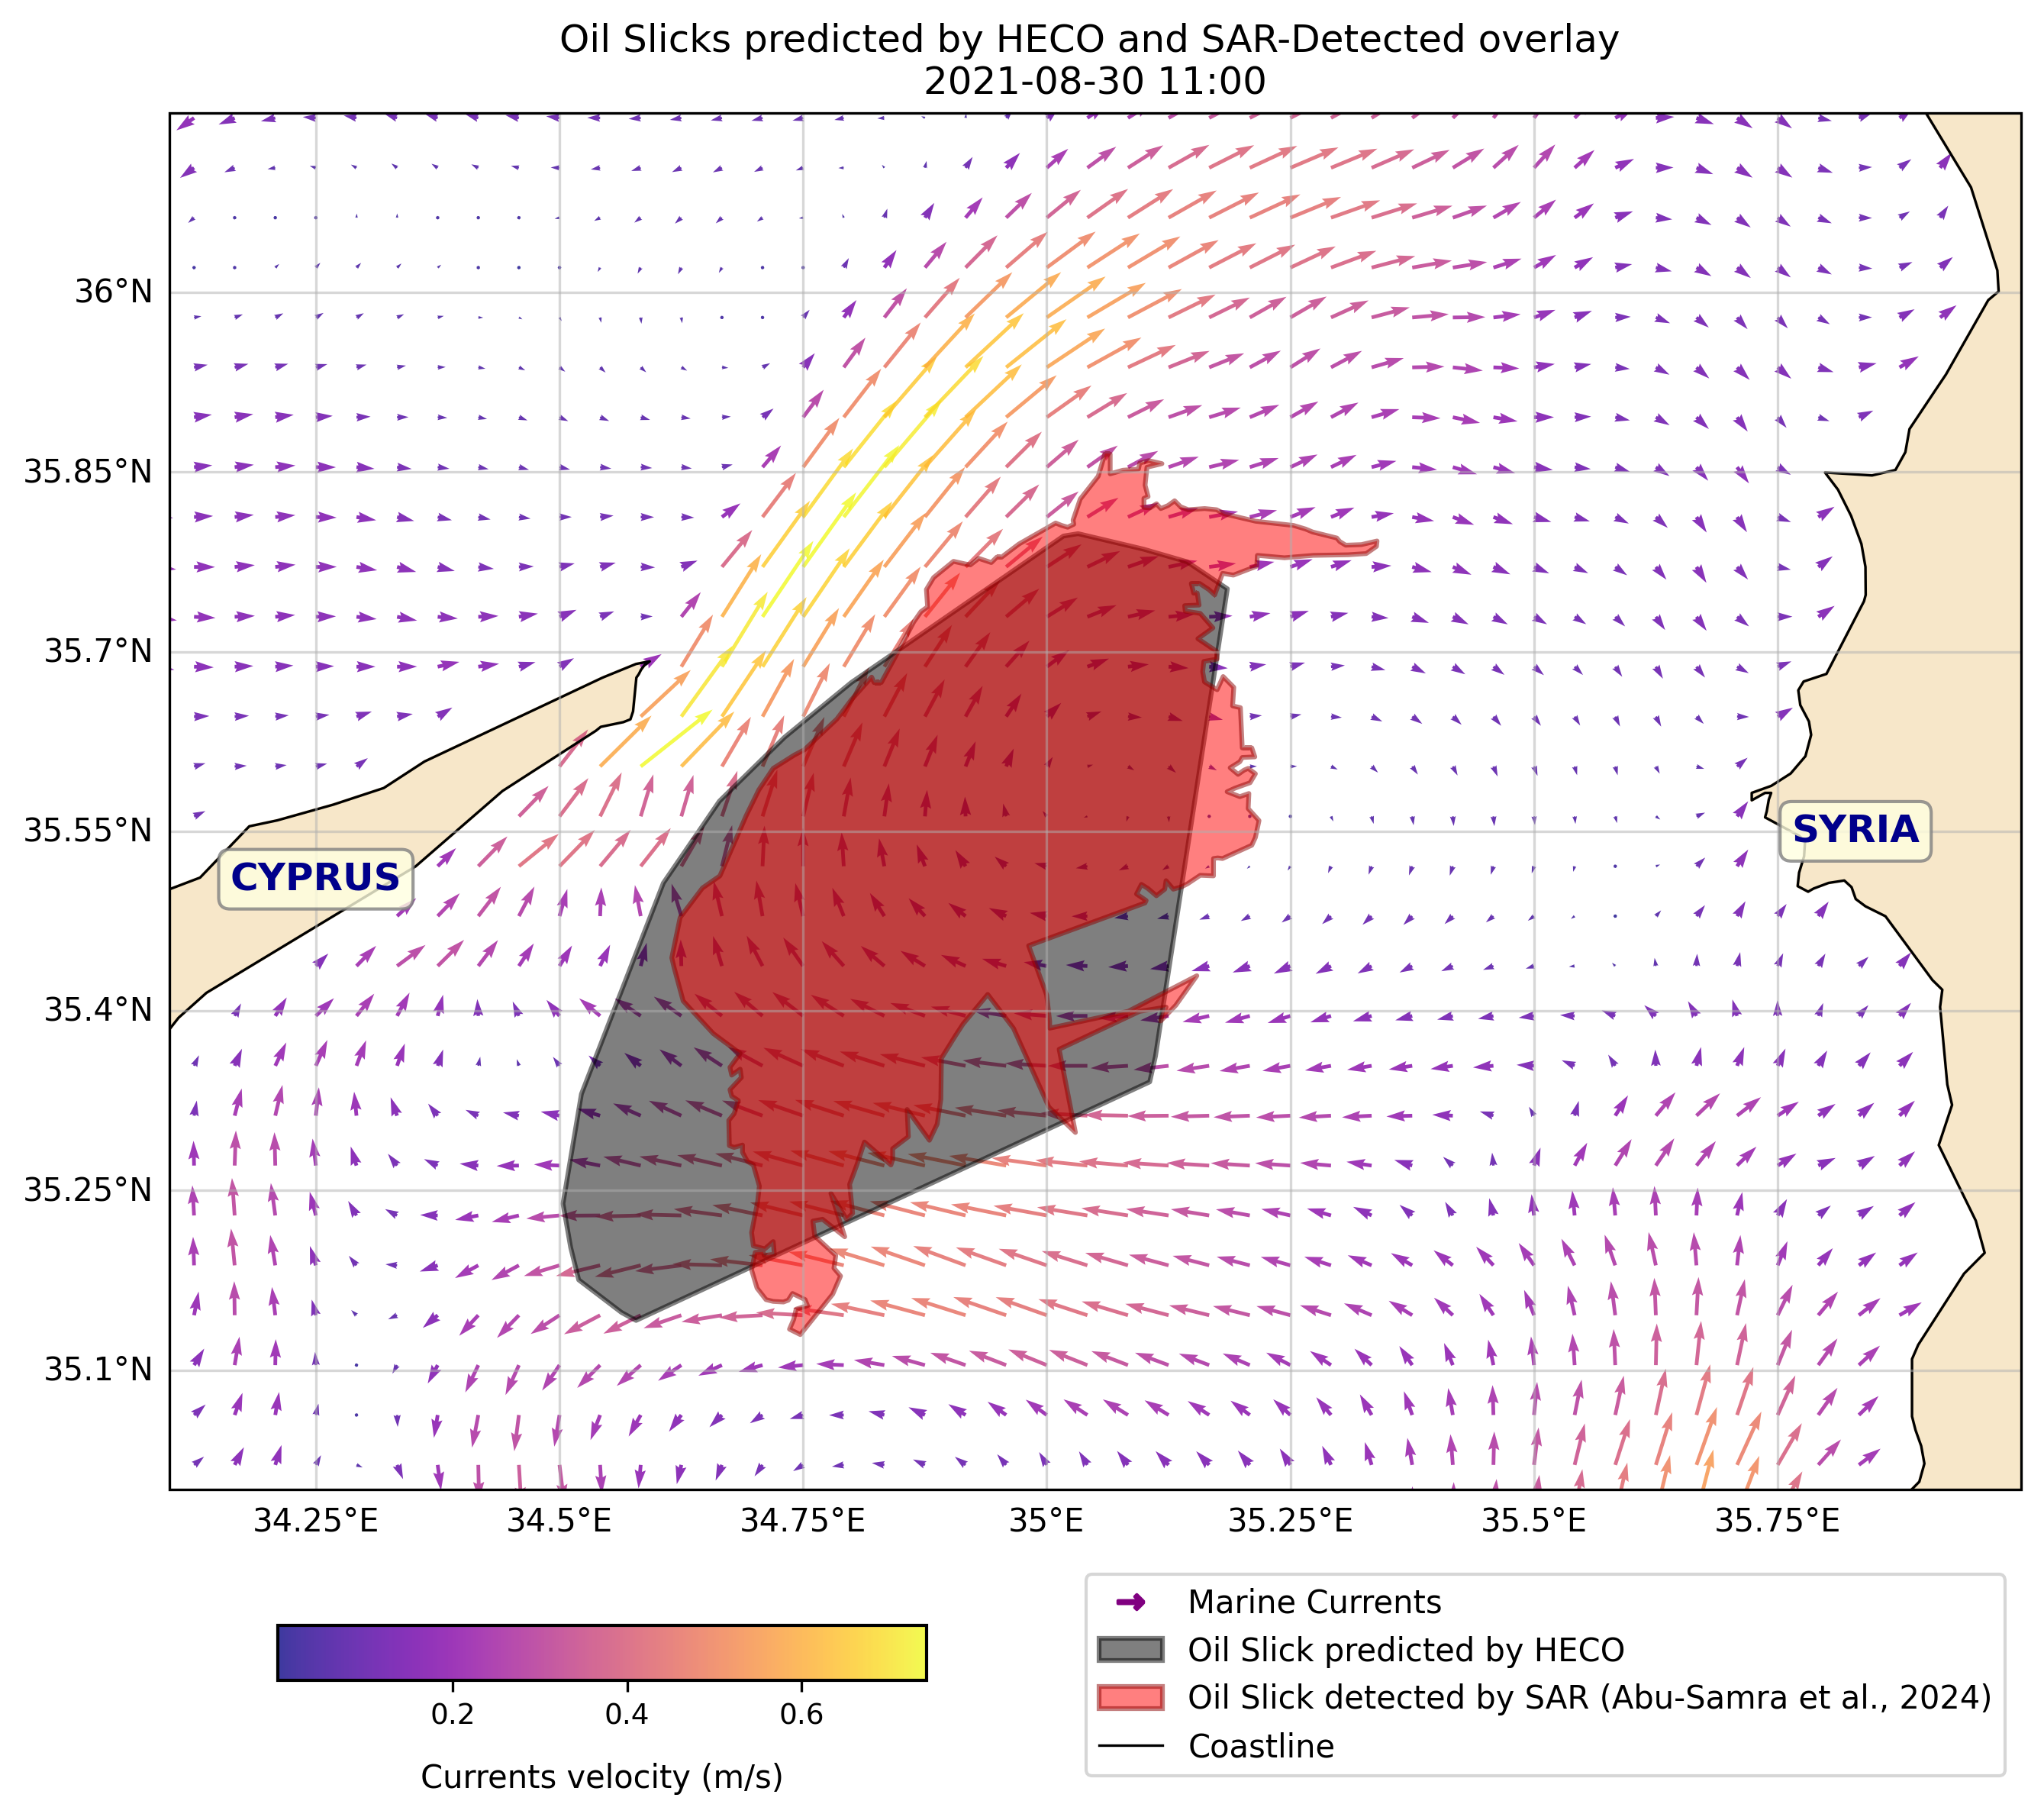 Oil Slicks predicted by HECO and SAR-Detected overlay
2021-08-30 11:00
36°N
35.85°N
35.7°N
35.55°N
35.4°N
35.25°N
35.1°N
CYPRUS
SYRIA
34.25°E
34.5°E
34.75°E
35°E
35.25°E
35.5°E
35.75°E
0.2
0.4
0.6
Currents velocity (m/s)
Marine Currents
Oil Slick predicted by HECO
Oil Slick detected by SAR (Abu-Samra et al., 2024)
Coastline